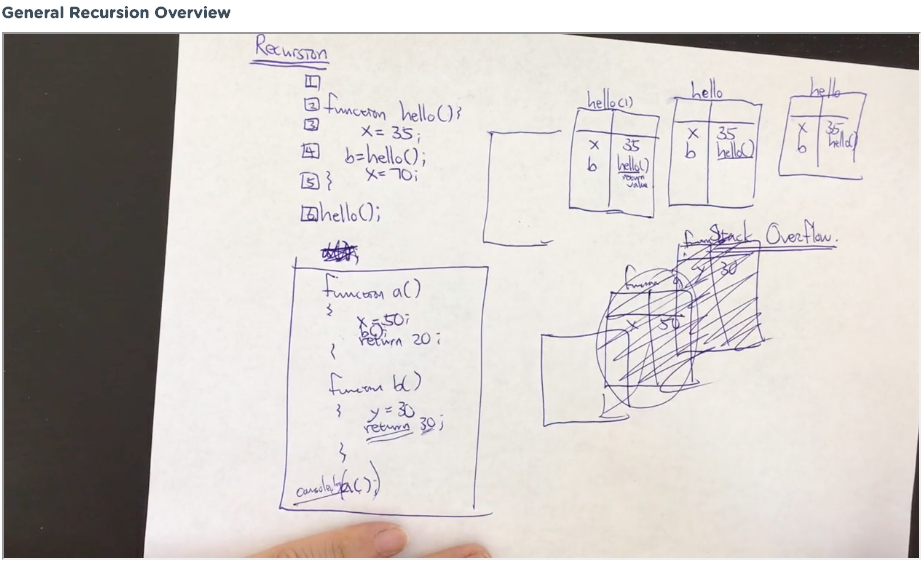 General Recursion Overview
Recursion
1
2 function hello(){
3 x = 35;
4 b=hello();
x= 70;
5 }
6 hello();
function a()
{
x = 50;
b();
return 20;
}
function b()
{ y = 30
return 30;
}
console.log(a());
hello(1)
x 35
b hello()
return
value
hello
x 35
b hello()
hello
x 35
b hello()
Stack Overflow.
y 30
x 50